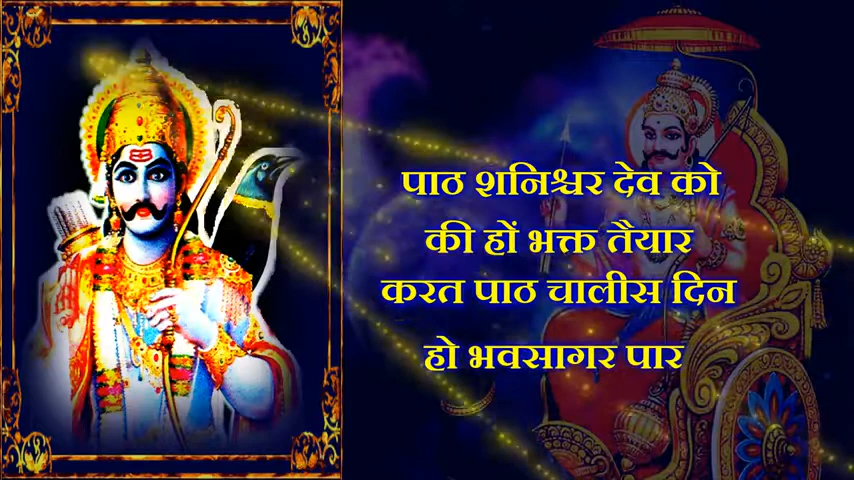 पाठ शनिश्चर देव को
की हों भक्त तैयार
करत पाठ चालीस दिन
हो भवसागर पार